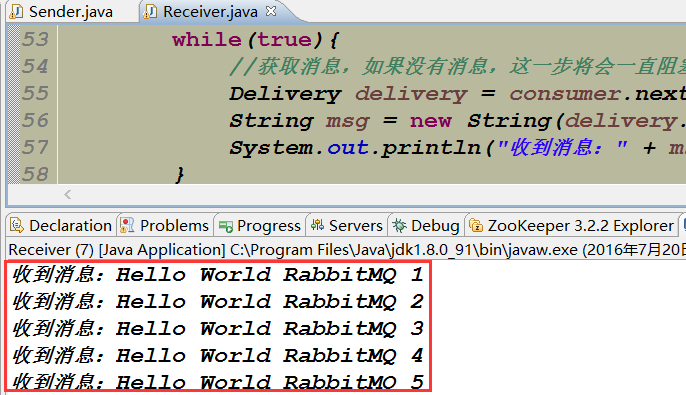 Sender.java Receiver.java
53 while(true){
54 //获取消息，如果没有消息，这一步将会一直阻塞
55 Delivery delivery = consumer.next
56 String msg = new String(delivery.
57 System.out.println("收到消息：" + m
58 }
Declaration Problems Progress Servers Debug ZooKeeper 3.2.2 Explorer
Receiver (7) [Java Application] C:\Program Files\Java\jdk1.8.0_91\bin\javaw.exe (2016年7月20日
收到消息：Hello World RabbitMQ 1
收到消息：Hello World RabbitMQ 2
收到消息：Hello World RabbitMQ 3
收到消息：Hello World RabbitMQ 4
收到消息：Hello World RabbitMQ 5